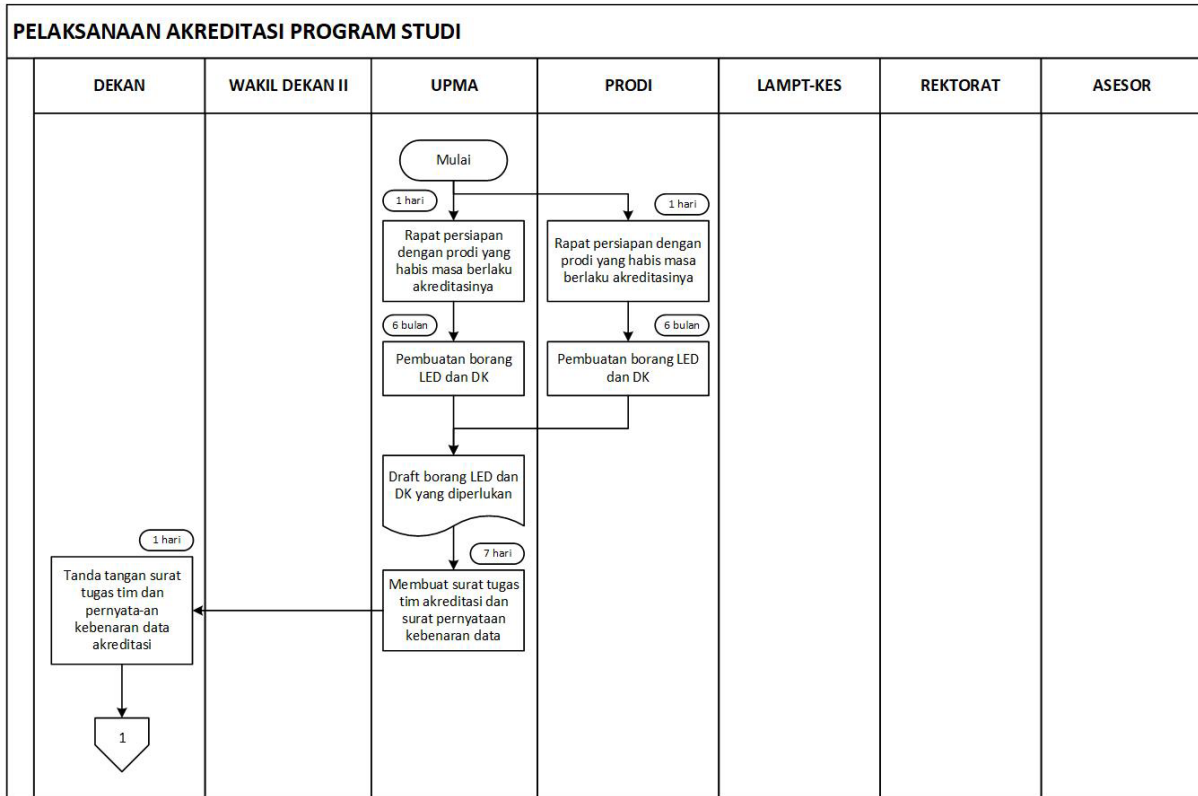 PELAKSANAAN AKREDITASI PROGRAM STUDI
DEKAN
WAKIL DEKAN II
UPMA
PRODI
LAMPT-KES
REKTORAT
ASESOR
Mulai
1 hari
1 hari
Rapat persiapan
dengan prodi yang
habis masa berlaku
akreditasinya
Rapat persiapan dengan
prodi yang habis masa
berlaku akreditasinya
6 bulan
6 bulan
Pembuatan borang
LED dan DK
Pembuatan borang LED
dan DK
Draft borang LED dan
DK yang diperlukan
7 hari
Membuat surat tugas
tim akreditasi dan
surat pernyataan
kebenaran data
1 hari
Tanda tangan surat
tugas tim dan
pernyata-an
kebenaran data
akreditasi
1